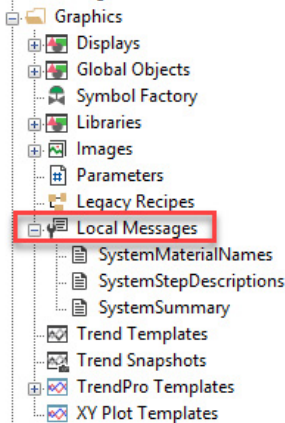 Graphics
Displays
Global Objects
Symbol Factory
Libraries
Images
Parameters
Legacy Recipes
Local Messages
SystemMaterialNames
SystemStepDescriptions
SystemSummary
Trend Templates
Trend Snapshots
TrendPro Templates
XY Plot Templates